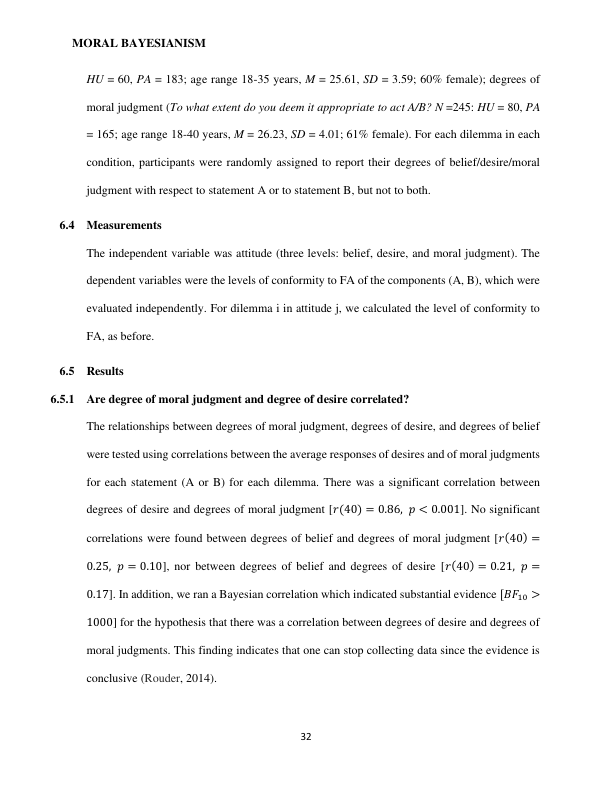 MORAL BAYESIANISM
HU = 60, PA = 183; age range 18-35 years, M = 25.61, SD = 3.59; 60% female); degrees of
moral judgment (To what extent do you deem it appropriate to act A/B? N =245: HU = 80, PA
= 165; age range 18-40 years, M = 26.23, SD = 4.01; 61% female). For each dilemma in each
condition, participants were randomly assigned to report their degrees of belief/desire/moral
judgment with respect to statement A or to statement B, but not to both.
6.4 Measurements
The independent variable was attitude (three levels: belief, desire, and moral judgment). The
dependent variables were the levels of conformity to FA of the components (A, B), which were
evaluated independently. For dilemma i in attitude j, we calculated the level of conformity to
FA, as before.
6.5 Results
6.5.1 Are degree of moral judgment and degree of desire correlated?
The relationships between degrees of moral judgment, degrees of desire, and degrees of belief
were tested using correlations between the average responses of desires and of moral judgments
for each statement (A or B) for each dilemma. There was a significant correlation between
degrees of desire and degrees of moral judgment [r(40) = 0.86, p < 0.001]. No significant
correlations were found between degrees of belief and degrees of moral judgment [r(40) =
0.25, p = 0.10], nor between degrees of belief and degrees of desire [r(40) = 0.21, p =
0.17]. In addition, we ran a Bayesian correlation which indicated substantial evidence [BF₁₀ >
1000] for the hypothesis that there was a correlation between degrees of desire and degrees of
moral judgments. This finding indicates that one can stop collecting data since the evidence is
conclusive (Rouder, 2014).
32